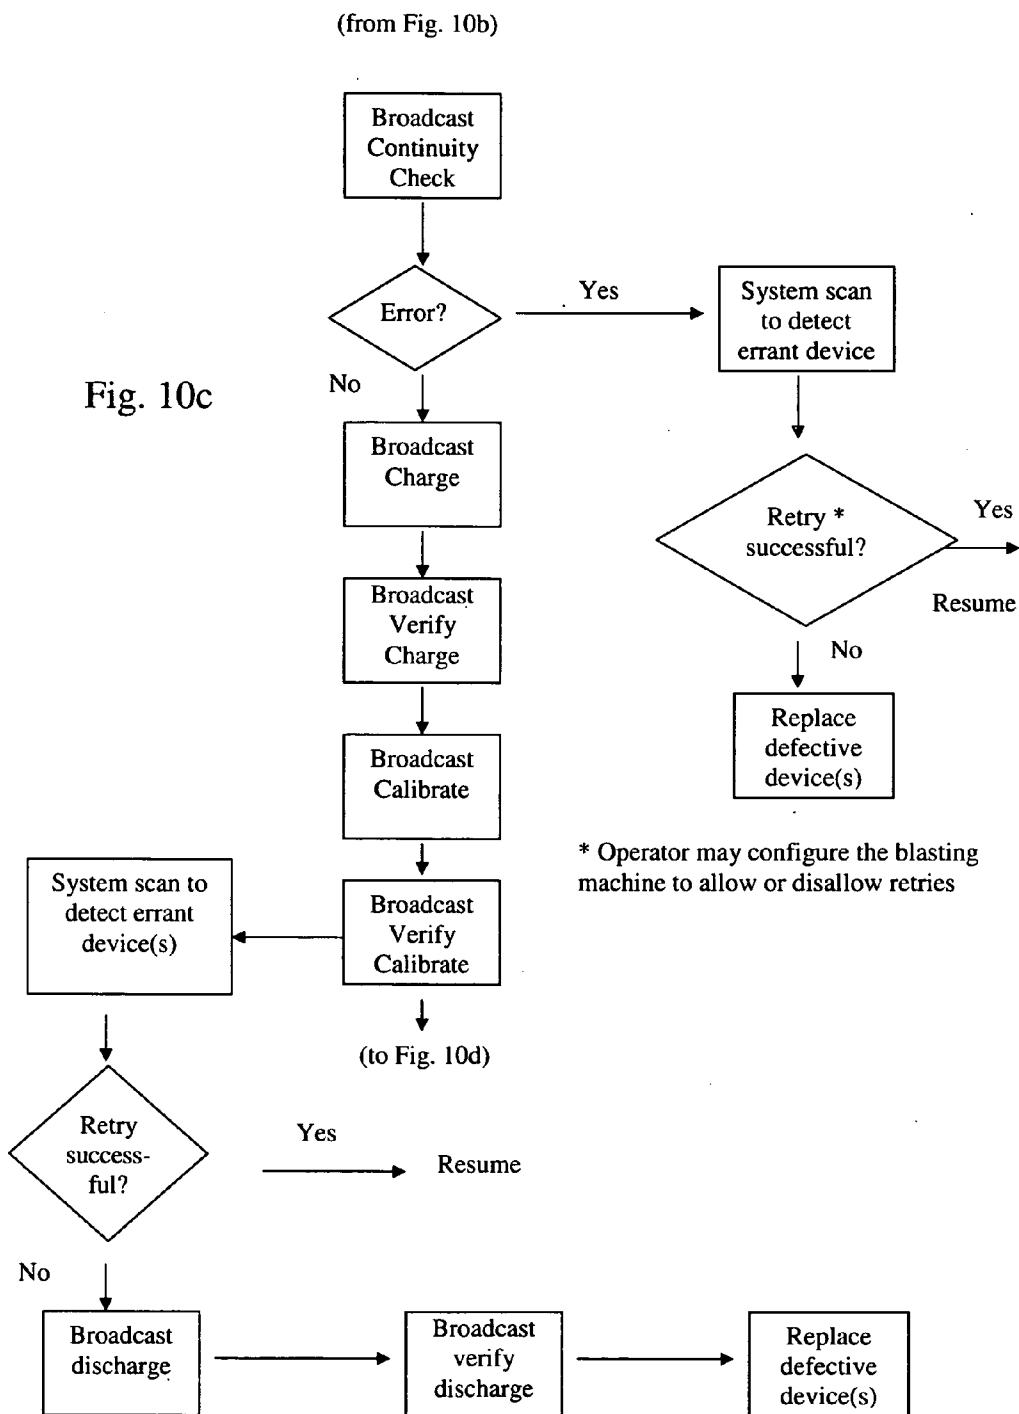 (from Fig. 10b)
Broadcast
Continuity
Check
Error?
Yes
System scan
to detect
errant device
No
Fig. 10c
Broadcast
Charge
Retry *
successful?
Yes
Resume
No
Broadcast
Verify
Charge
Replace
defective
device(s)
Broadcast
Calibrate
* Operator may configure the blasting
machine to allow or disallow retries
System scan to
detect errant
device(s)
Broadcast
Verify
Calibrate
(to Fig. 10d)
Retry
success-
ful?
Yes
Resume
No
Broadcast
discharge
Broadcast
verify
discharge
Replace
defective
device(s)